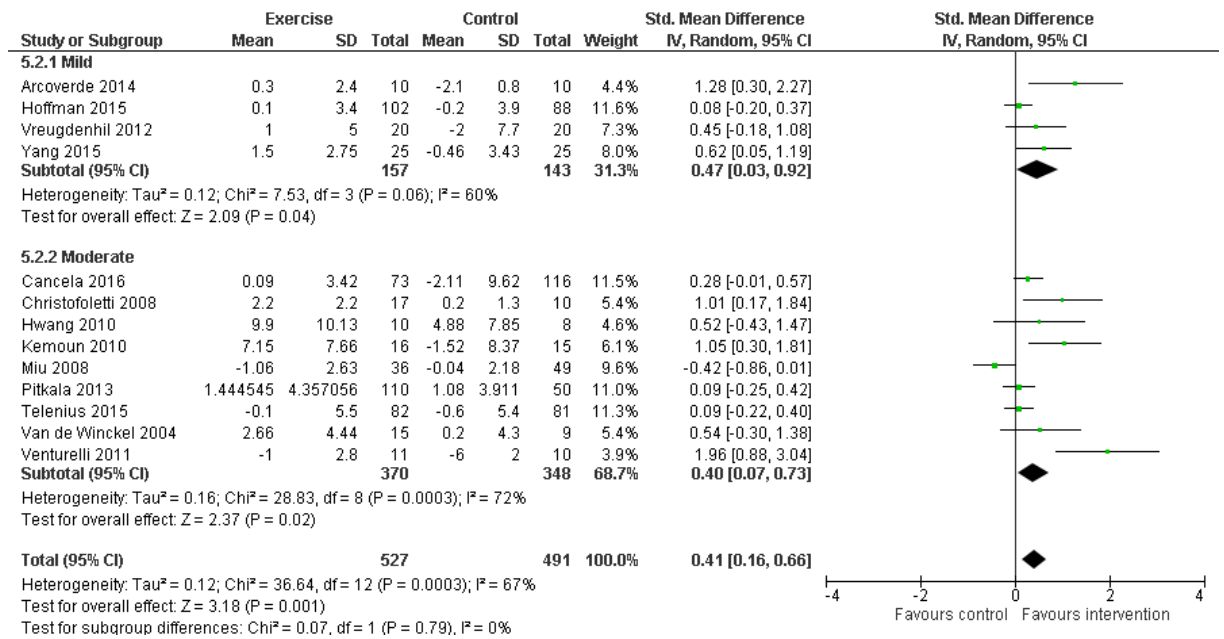 Exercise Control Std. Mean Difference Std. Mean Difference
Study or Subgroup Mean SD Total Mean SD Total Weight IV, Random, 95% CI IV, Random, 95% CI
5.2.1 Mild
Arcoverde 2014 0.3 2.4 10 -2.1 0.8 10 4.4% 1.28 [0.30, 2.27]
Hoffman 2015 0.1 3.4 102 -0.2 3.9 88 11.6% 0.08 [-0.20, 0.37]
Vreugdenhil 2012 1 5 20 -2 7.7 20 7.3% 0.45 [-0.18, 1.08]
Yang 2015 1.5 2.75 25 -0.46 3.43 25 8.0% 0.62 [0.05, 1.19]
Subtotal (95% CI) 157 143 31.3% 0.47 [0.03, 0.92]
Heterogeneity: Tau² = 0.12; Chi² = 7.53, df = 3 (P = 0.06); I² = 60%
Test for overall effect: Z = 2.09 (P = 0.04)
5.2.2 Moderate
Cancela 2016 0.09 3.42 73 -2.11 9.62 116 11.5% 0.28 [-0.01, 0.57]
Christofoletti 2008 2.2 2.2 17 0.2 1.3 10 5.4% 1.01 [0.17, 1.84]
Hwang 2010 9.9 10.13 10 4.88 7.85 8 4.6% 0.52 [-0.43, 1.47]
Kemoun 2010 7.15 7.66 16 -1.52 8.37 15 6.1% 1.05 [0.30, 1.81]
Miu 2008 -1.06 2.63 36 -0.04 2.18 49 9.6% -0.42 [-0.86, 0.01]
Pitkala 2013 1.444545 4.357056 110 1.08 3.911 50 11.0% 0.09 [-0.25, 0.42]
Telenius 2015 -0.1 5.5 82 -0.6 5.4 81 11.3% 0.09 [-0.22, 0.40]
Van de Winckel 2004 2.66 4.44 15 0.2 4.3 9 5.4% 0.54 [-0.30, 1.38]
Venturelli 2011 -1 2.8 11 -6 2 10 3.9% 1.96 [0.88, 3.04]
Subtotal (95% CI) 370 348 68.7% 0.40 [0.07, 0.73]
Heterogeneity: Tau² = 0.16; Chi² = 28.83, df = 8 (P = 0.0003); I² = 72%
Test for overall effect: Z = 2.37 (P = 0.02)
Total (95% CI) 527 491 100.0% 0.41 [0.16, 0.66]
Heterogeneity: Tau² = 0.12; Chi² = 36.64, df = 12 (P = 0.0003); I² = 67%
Test for overall effect: Z = 3.18 (P = 0.001)
Test for subgroup differences: Chi² = 0.07, df = 1 (P = 0.79), I² = 0%
-4 -2 0 2 4
Favours control Favours intervention